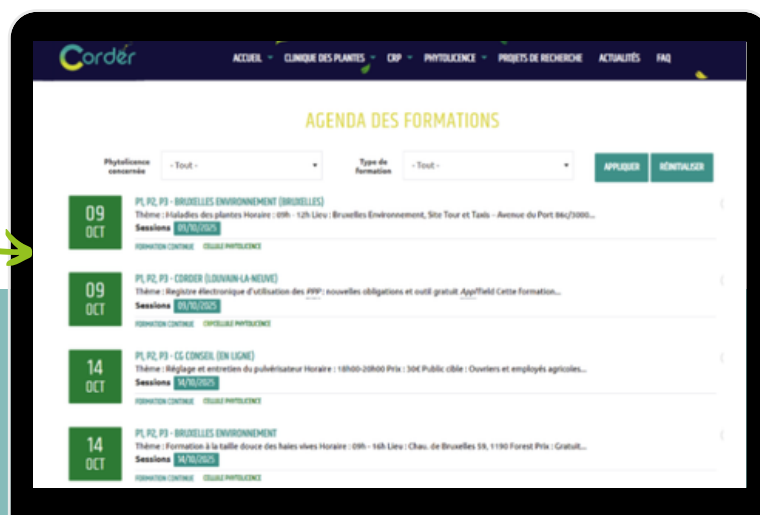 Corder
ACCUEIL CLINIQUE DES PLANTES CRP PHYTOLICENCE PROJETS DE RECHERCHE ACTUALITÉS FAQ
AGENDA DES FORMATIONS
Phytolicence concernée - Tout - Type de formation - Tout - APPLIQUER RÉINITIALISER
09 OCT
P1, P2, P3 - BRUXELLES ENVIRONNEMENT (BRUXELLES)
Thème : Maladies des plantes Horaire : 09h - 12h Lieu : Bruxelles Environnement, Site Tour et Taxis - Avenue du Port 86c/3000...
Sessions 09/10/2025
FORMATION CONTINUE CELLULE PHYTOLICENCE
09 OCT
P1, P2, P3 - CORDER (LOUVAIN-LA-NEUVE)
Thème : Registre électronique d'utilisation des PPP : nouvelles obligations et outil gratuit Cette Formation...
Sessions 09/10/2025
FORMATION CONTINUE CRPCELLULE PHYTOLICENCE
14 OCT
P1, P2, P3 - CG CONSEIL (EN LIGNE)
Thème : Réglage et entretien du pulvérisateur Horaire : 18h00-20h00 Prix : 30€ Public cible : Ouvriers et employés agricoles...
Sessions 14/10/2025
FORMATION CONTINUE CELLULE PHYTOLICENCE
14 OCT
P1, P2, P3 - BRUXELLES ENVIRONNEMENT
Thème : Formation à la taille douce des haies vives Horaire : 09h - 16h Lieu : Chau. de Bruxelles 59, 1190 Forest Prix : Gratuit...
Sessions 14/10/2025
FORMATION CONTINUE CELLULE PHYTOLICENCE